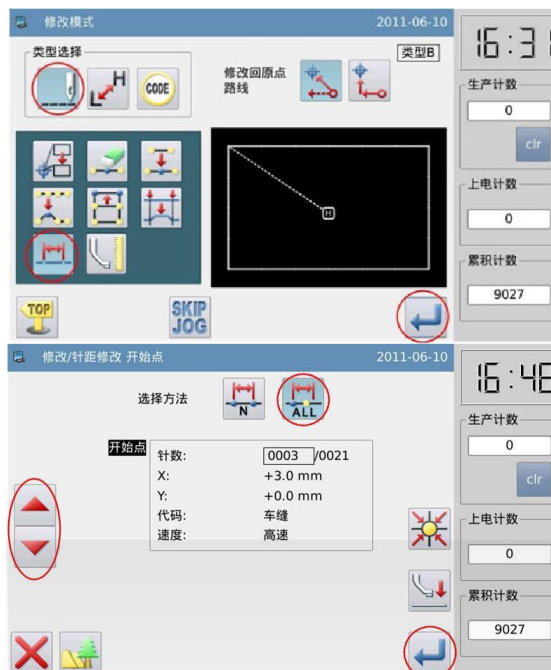 修改模式
2011-06-10
16:31
类型选择
H
CODE
修改回原点
路线
类型B
H
TOP
SKIP
JOG
生产计数
0
clr
上电计数
0
累积计数
9027
修改/针距修改 开始点
2011-06-10
选择方法
N
ALL
开始点
针数: 0003 /0021
X: +3.0 mm
Y: +0.0 mm
代码: 车缝
速度: 高速
生产计数
0
clr
上电计数
0
累积计数
9027